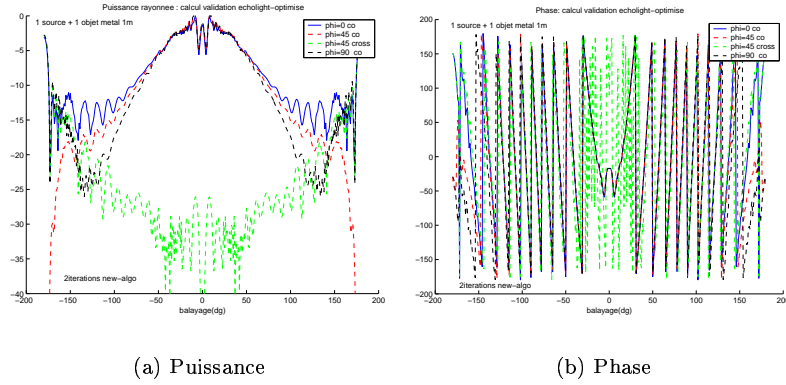 Puissance rayonnee : calcul validation echolight-optimise
1 source + 1 objet metal 1m
phi=0 co
phi=45 co
phi=45 cross
phi=90 co
0
−5
−10
−15
−20
−25
−30
−35
−40
2iterations new-algo
−200 −150 −100 −50 0 50 100 150 200
balayage(dg)
(a) Puissance
Phase: calcul validation echolight-optimise
1 source + 1 objet metal 1m
phi=0 co
phi=45 co
phi=45 cross
phi=90 co
200
150
100
50
0
−50
−100
−150
−200
2iterations new-algo
−200 −150 −100 −50 0 50 100 150 200
balayage(dg)
(b) Phase